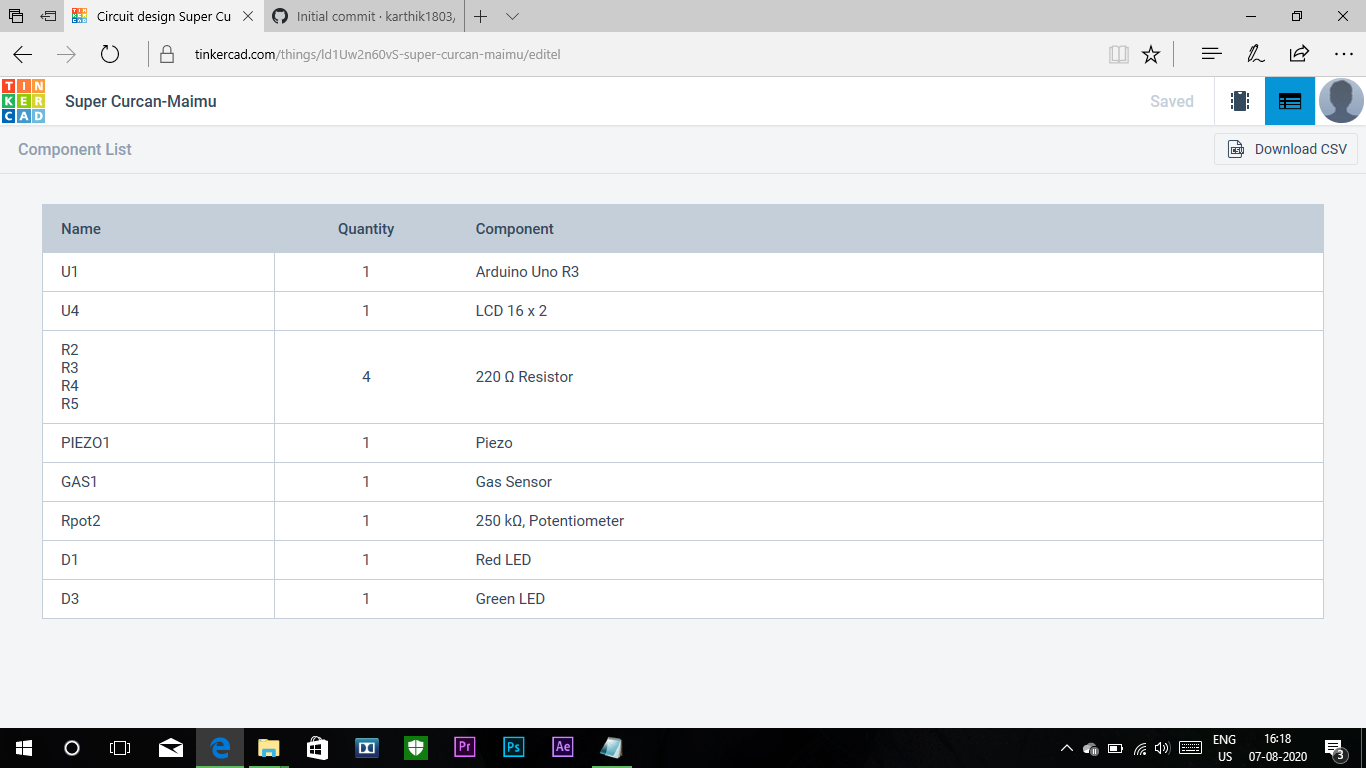 Circuit design Super Cu
Initial commit · karthik1803,
tinkercad.com/things/ld1Uw2n60vS-super-curcan-maimu/editel
TIN
KER
CAD
Super Curcan-Maimu
Saved
Component List
Download CSV
Name Quantity Component
U1 1 Arduino Uno R3
U4 1 LCD 16 x 2
R2
R3
R4
R5
4 220 Ω Resistor
PIEZO1 1 Piezo
GAS1 1 Gas Sensor
Rpot2 1 250 kΩ, Potentiometer
D1 1 Red LED
D3 1 Green LED
Pr Ps Ae
ENG
US
16:18
07-08-2020
3